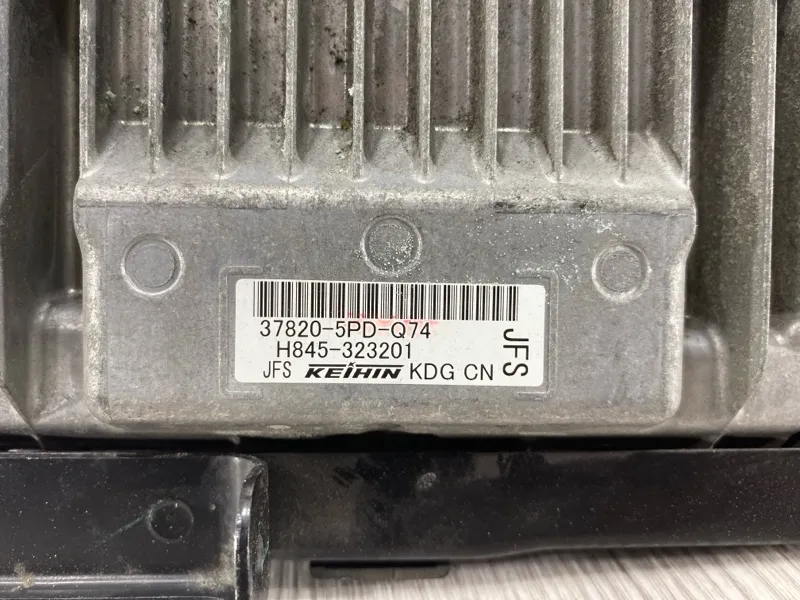 37820-5PD-Q74
H845-323201
JFS KEIHIN KDG CN
JFS